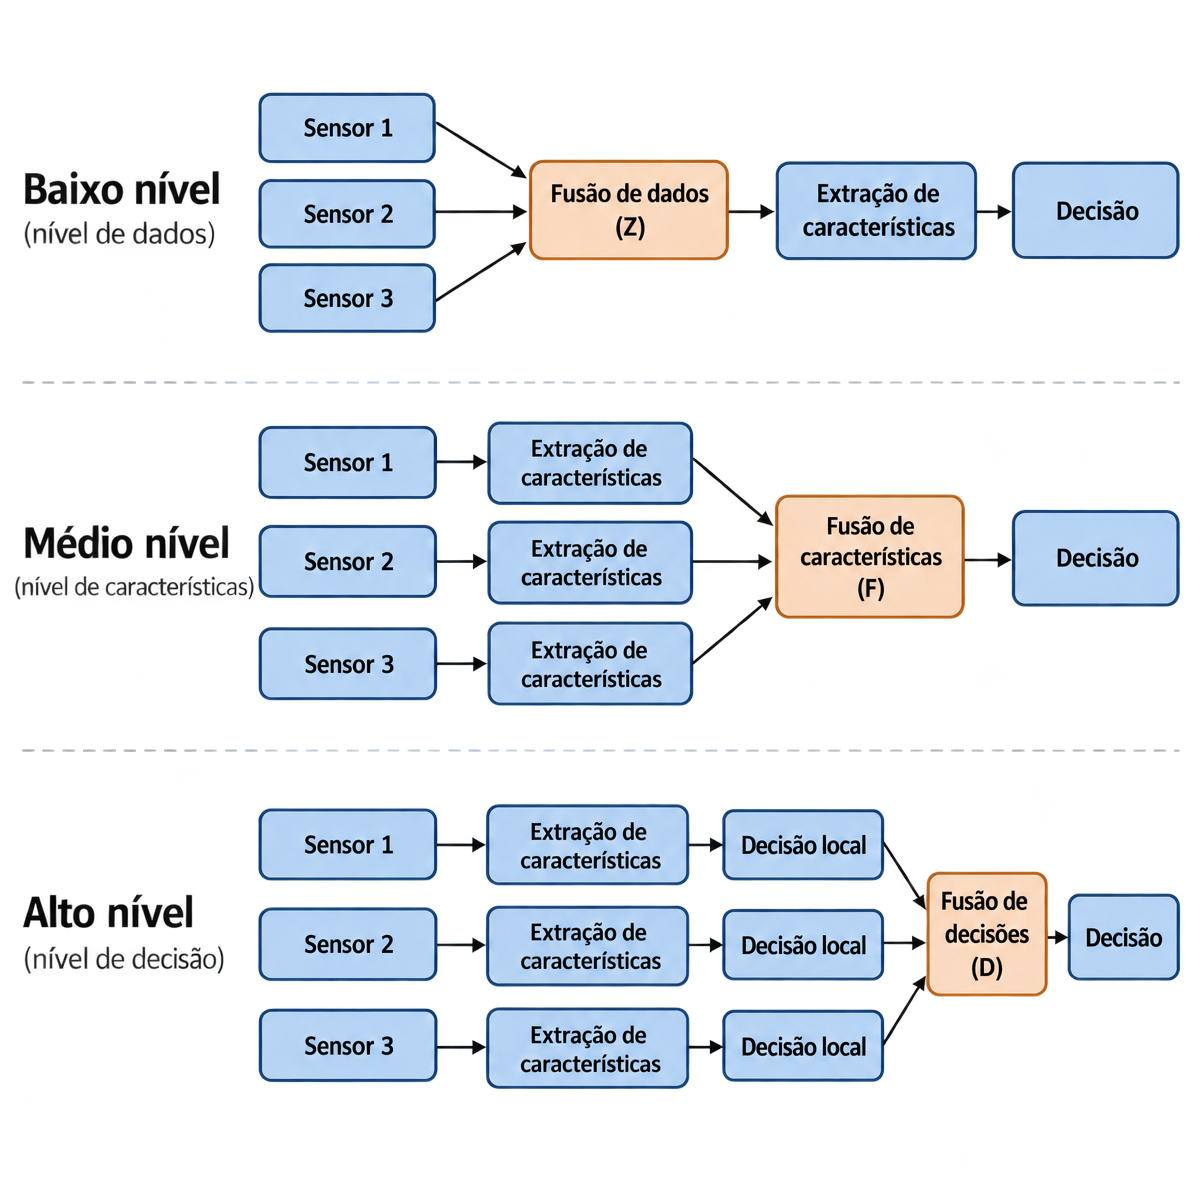 Baixo nível
(nível de dados)
Sensor 1
Sensor 2
Sensor 3
Fusão de dados
(Z)
Extração de
características
Decisão
Médio nível
(nível de características)
Sensor 1
Sensor 2
Sensor 3
Extração de
características
Extração de
características
Extração de
características
Fusão de
características
(F)
Decisão
Alto nível
(nível de decisão)
Sensor 1
Sensor 2
Sensor 3
Extração de
características
Extração de
características
Extração de
características
Decisão local
Decisão local
Decisão local
Fusão de
decisões
(D)
Decisão